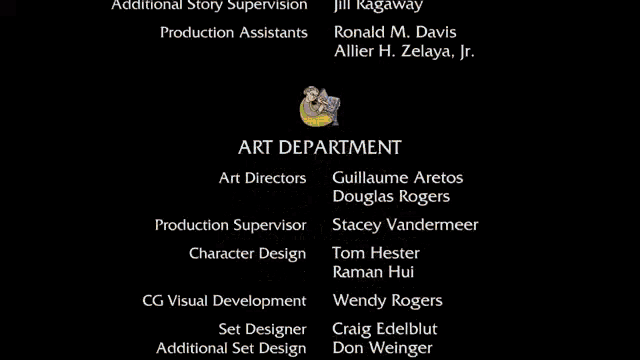 Additional Story Supervision Jill Ragaway
Production Assistants Ronald M. Davis
Allier H. Zelaya, Jr.
ART DEPARTMENT
Art Directors Guillaume Aretos
Douglas Rogers
Production Supervisor Stacey Vandermeer
Character Design Tom Hester
Raman Hui
CG Visual Development Wendy Rogers
Set Designer Craig Edelblut
Additional Set Design Don Weinger